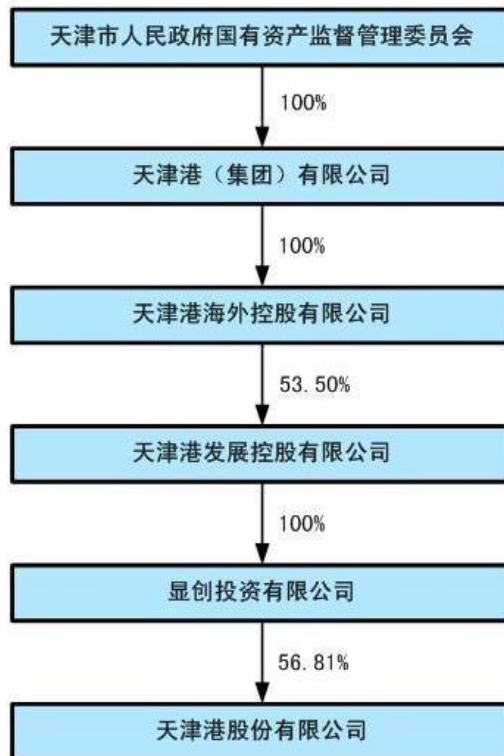 天津市人民政府国有资产监督管理委员会
100%
天津港（集团）有限公司
100%
天津港海外控股有限公司
53.50%
天津港发展控股有限公司
100%
显创投资有限公司
56.81%
天津港股份有限公司